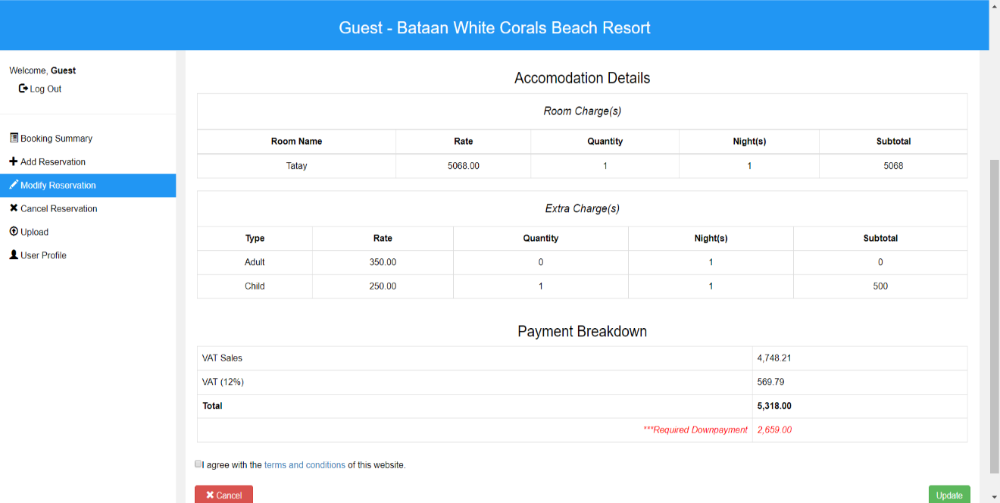 Guest - Bataan White Corals Beach Resort
Welcome, Guest
Log Out
Booking Summary
Add Reservation
Modify Reservation
Cancel Reservation
Upload
User Profile
Accomodation Details
Room Charge(s)
Room Name Rate Quantity Night(s) Subtotal
Tatay 5068.00 1 1 5068
Extra Charge(s)
Type Rate Quantity Night(s) Subtotal
Adult 350.00 0 1 0
Child 250.00 1 1 500
Payment Breakdown
VAT Sales 4,748.21
VAT (12%) 569.79
Total 5,318.00
***Required Downpayment 2,659.00
I agree with the terms and conditions of this website.
Cancel Update